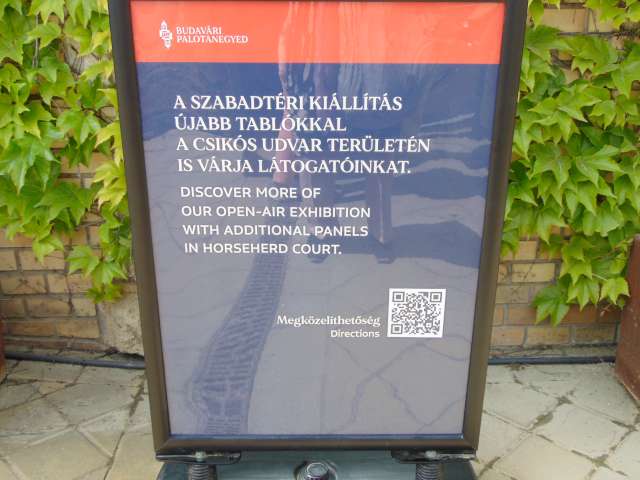 BUDAVÁRI
PALOTANEGYED
A SZABADTÉRI KIÁLLÍTÁS
ÚJABB TABLÓKKAL
A CSIKÓS UDVAR TERÜLETÉN
IS VÁRJA LÁTOGATÓINKAT.
DISCOVER MORE OF
OUR OPEN-AIR EXHIBITION
WITH ADDITIONAL PANELS
IN HORSEHERD COURT.
Megközelíthetőség
Directions